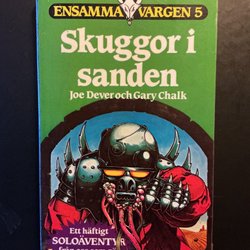 ENSAMMA VARGEN 5
Skuggor i
sanden
Joe Dever och Gary Chalk
Ett häftigt
SOLOÄVENTYR